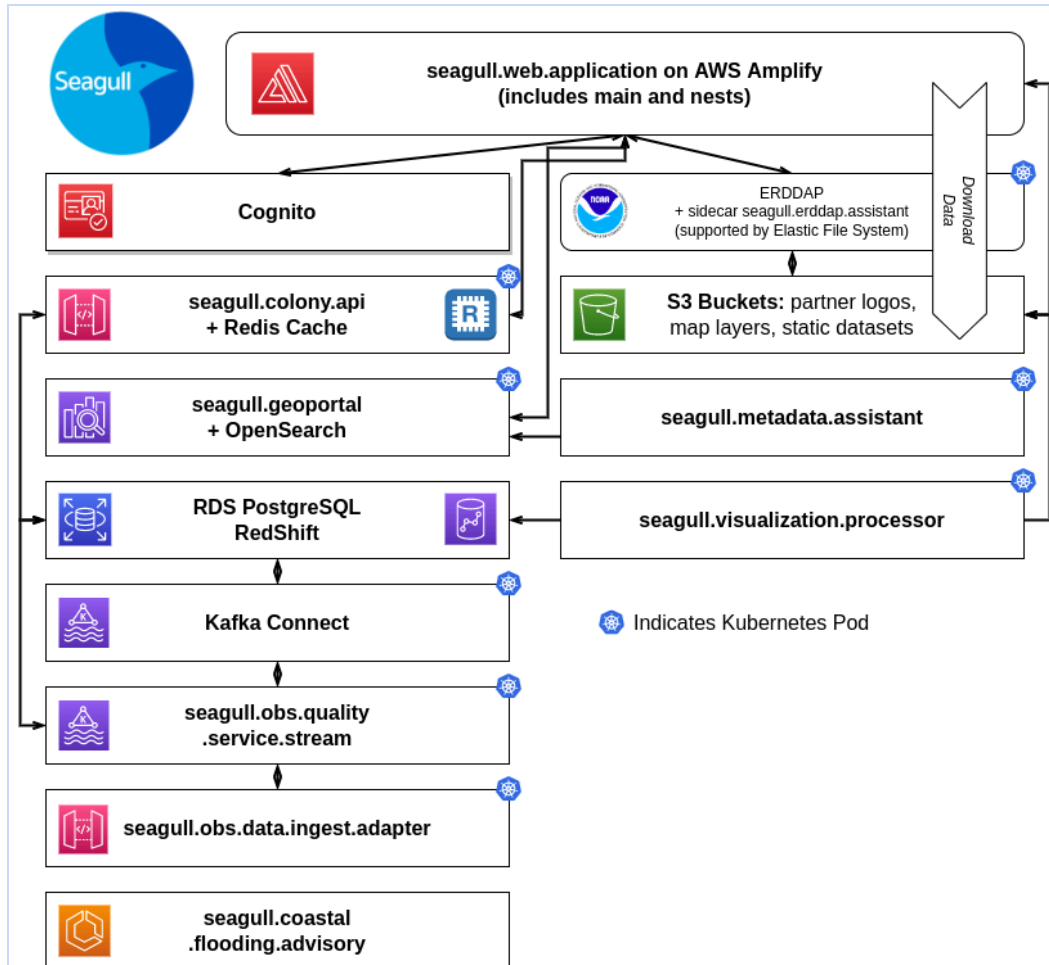 Seagull
seagull.web.application on AWS Amplify
(includes main and nests)
Download
Data
Cognito
NOAA
ERDDAP
+ sidecar seagull.erddap.assistant
(supported by Elastic File System)
seagull.colony.api
+ Redis Cache
R
S3 Buckets: partner logos,
map layers, static datasets
seagull.geoportal
+ OpenSearch
seagull.metadata.assistant
RDS PostgreSQL
RedShift
seagull.visualization.processor
K
Kafka Connect
Indicates Kubernetes Pod
K
seagull.obs.quality
.service.stream
seagull.obs.data.ingest.adapter
seagull.coastal
.flooding.advisory